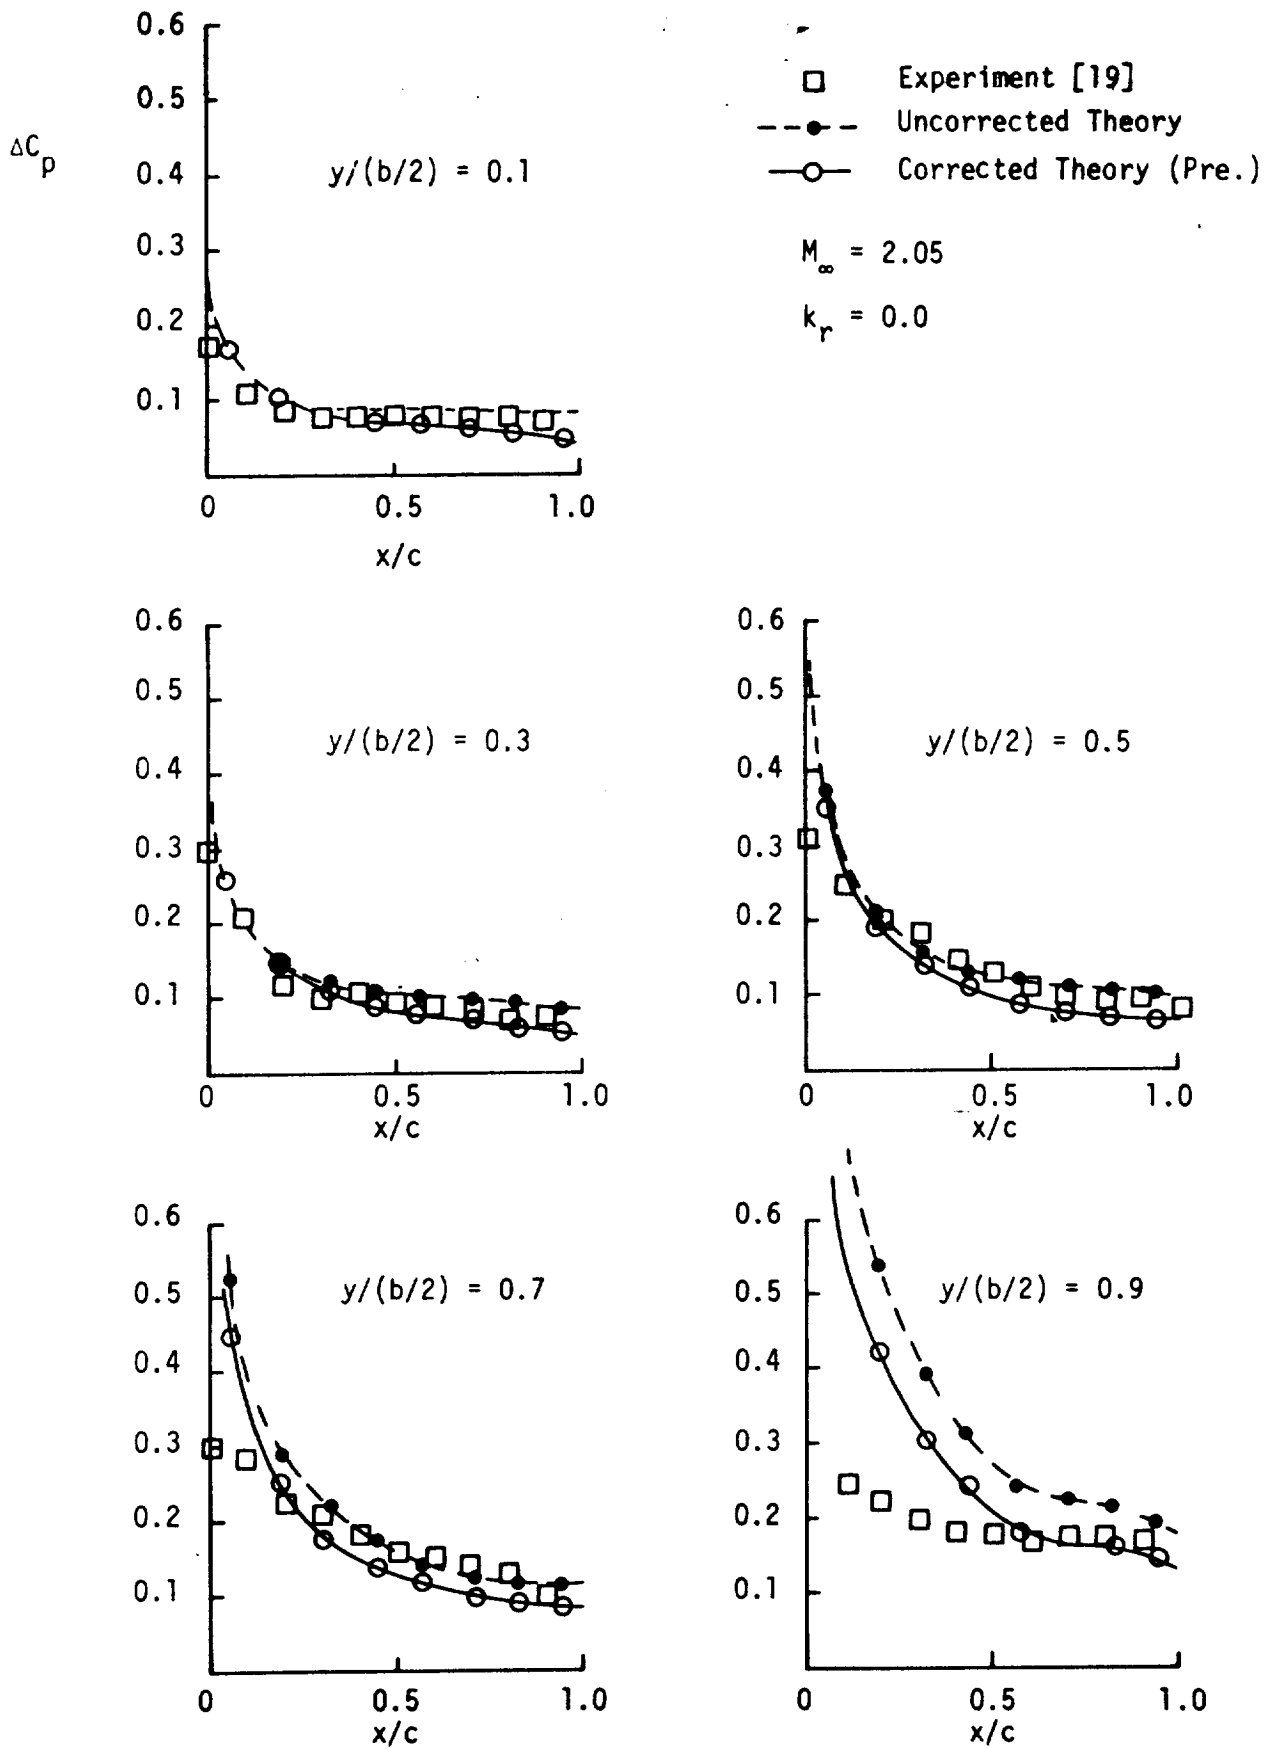 ΔCp
0.6
0.5
0.4
0.3
0.2
0.1
y/(b/2) = 0.1
0 0.5 1.0
x/c
Experiment [19]
Uncorrected Theory
Corrected Theory (Pre.)
M∞ = 2.05
kr = 0.0
0.6
0.5
0.4
0.3
0.2
0.1
y/(b/2) = 0.3
0 0.5 1.0
x/c
0.6
0.5
0.4
0.3
0.2
0.1
y/(b/2) = 0.5
0 0.5 1.0
x/c
0.6
0.5
0.4
0.3
0.2
0.1
y/(b/2) = 0.7
0 0.5 1.0
x/c
0.6
0.5
0.4
0.3
0.2
0.1
y/(b/2) = 0.9
0 0.5 1.0
x/c